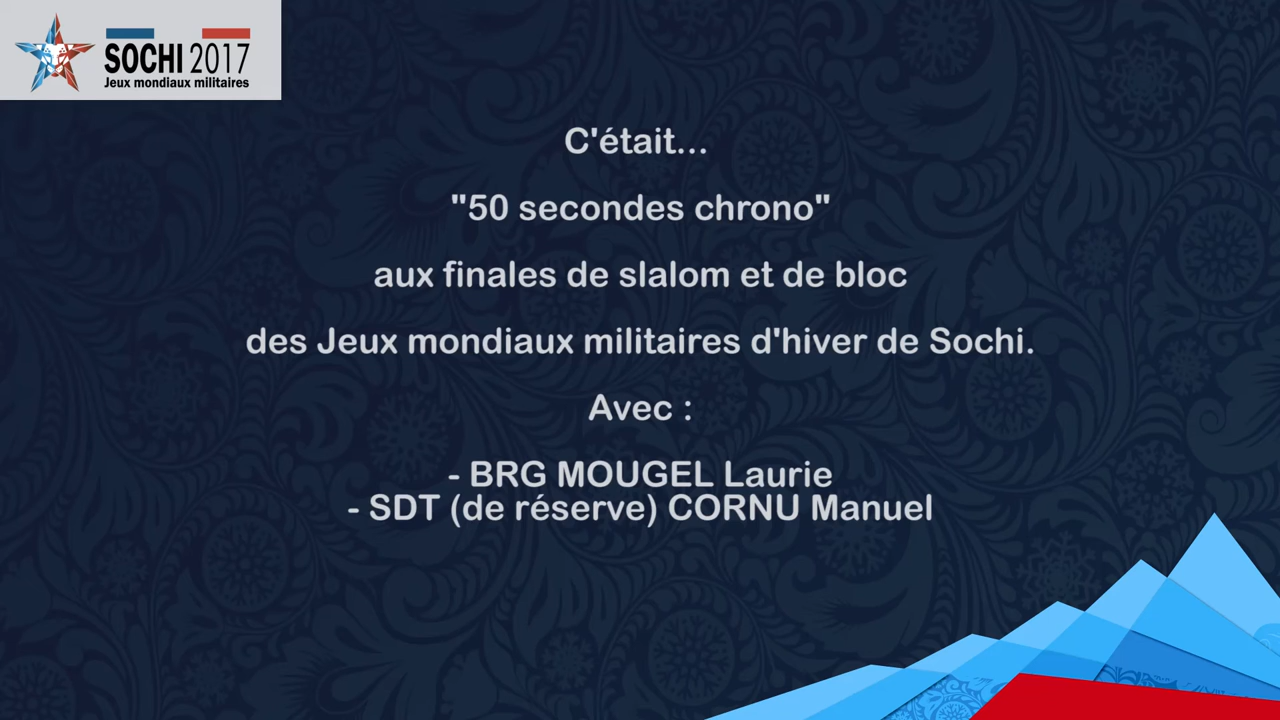 SOCHI 2017
Jeux mondiaux militaires
C'était...
"50 secondes chrono"
aux finales de slalom et de bloc
des Jeux mondiaux militaires d'hiver de Sochi.
Avec :
- BRG MOUGEL Laurie
- SDT (de réserve) CORNU Manuel